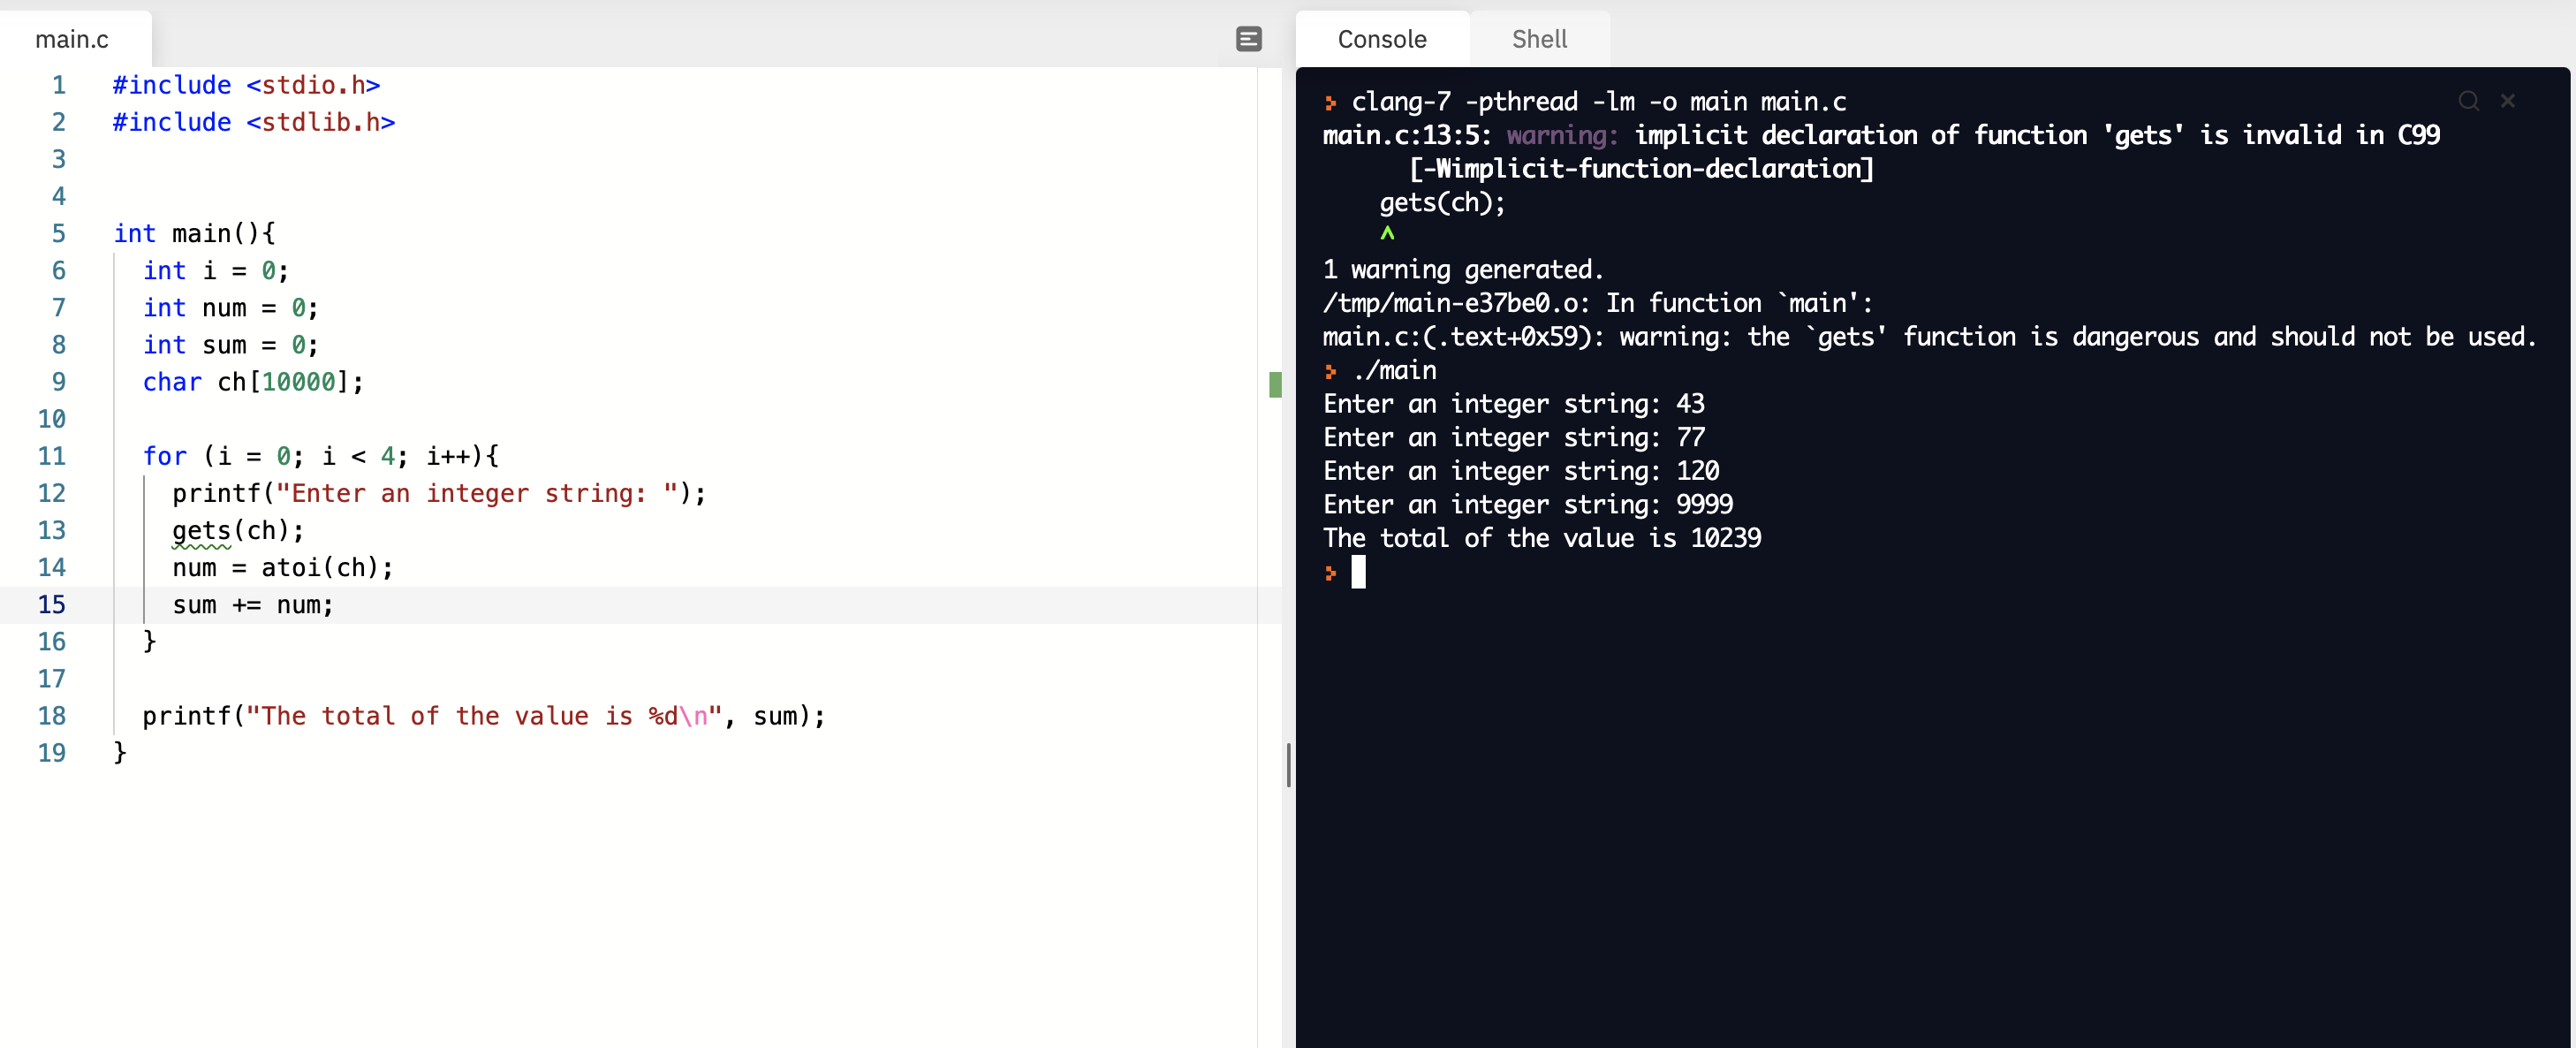 main.c
1 #include <stdio.h>
2 #include <stdlib.h>
3
4
5 int main(){
6   int i = 0;
7   int num = 0;
8   int sum = 0;
9   char ch[10000];
10
11   for (i = 0; i < 4; i++){
12     printf("Enter an integer string: ");
13     gets(ch);
14     num = atoi(ch);
15     sum += num;
16   }
17
18   printf("The total of the value is %d\n", sum);
19 }
Console Shell
clang-7 -pthread -lm -o main main.c
main.c:13:5: warning: implicit declaration of function 'gets' is invalid in C99
      [-Wimplicit-function-declaration]
    gets(ch);
    ^
1 warning generated.
/tmp/main-e37be0.o: In function `main':
main.c:(.text+0x59): warning: the `gets' function is dangerous and should not be used.
./main
Enter an integer string: 43
Enter an integer string: 77
Enter an integer string: 120
Enter an integer string: 9999
The total of the value is 10239